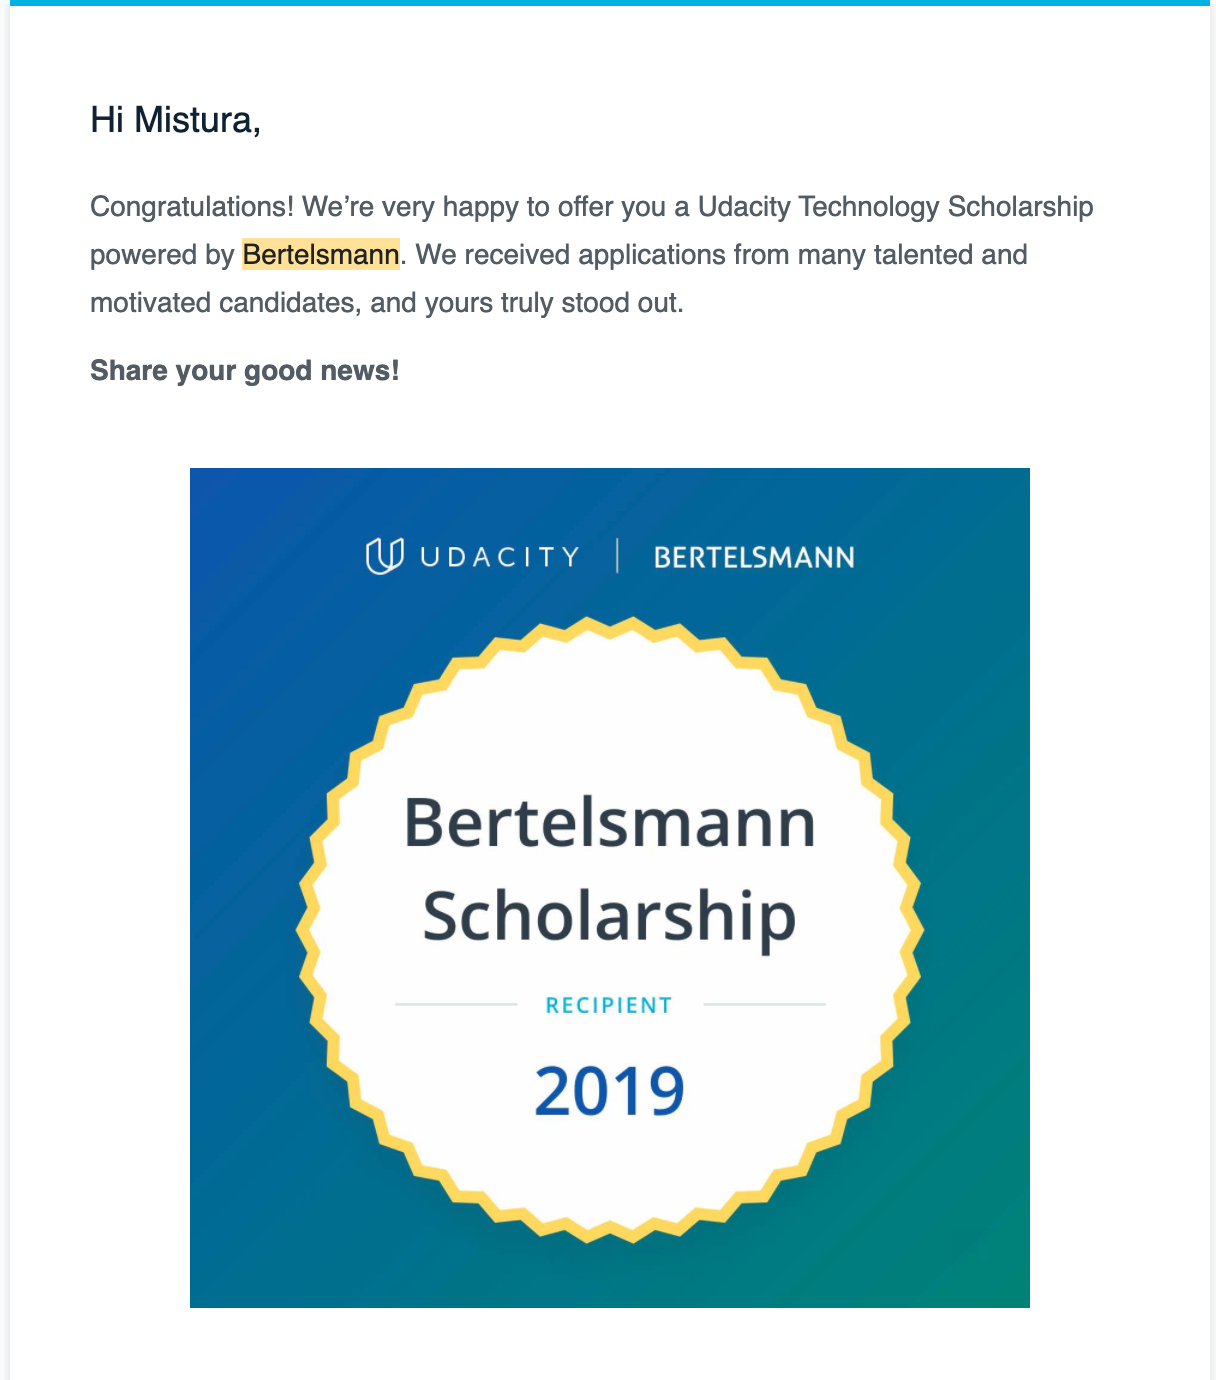 Hi Mistura,
Congratulations! We’re very happy to offer you a Udacity Technology Scholarship
powered by Bertelsmann. We received applications from many talented and
motivated candidates, and yours truly stood out.
Share your good news!
UDACITY | BERTELSMANN
Bertelsmann
Scholarship
RECIPIENT
2019